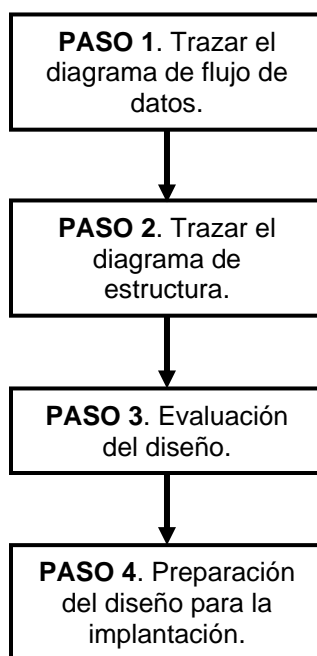 PASO 1. Trazar el
diagrama de flujo de
datos.
PASO 2. Trazar el
diagrama de
estructura.
PASO 3. Evaluación
del diseño.
PASO 4. Preparación
del diseño para la
implantación.